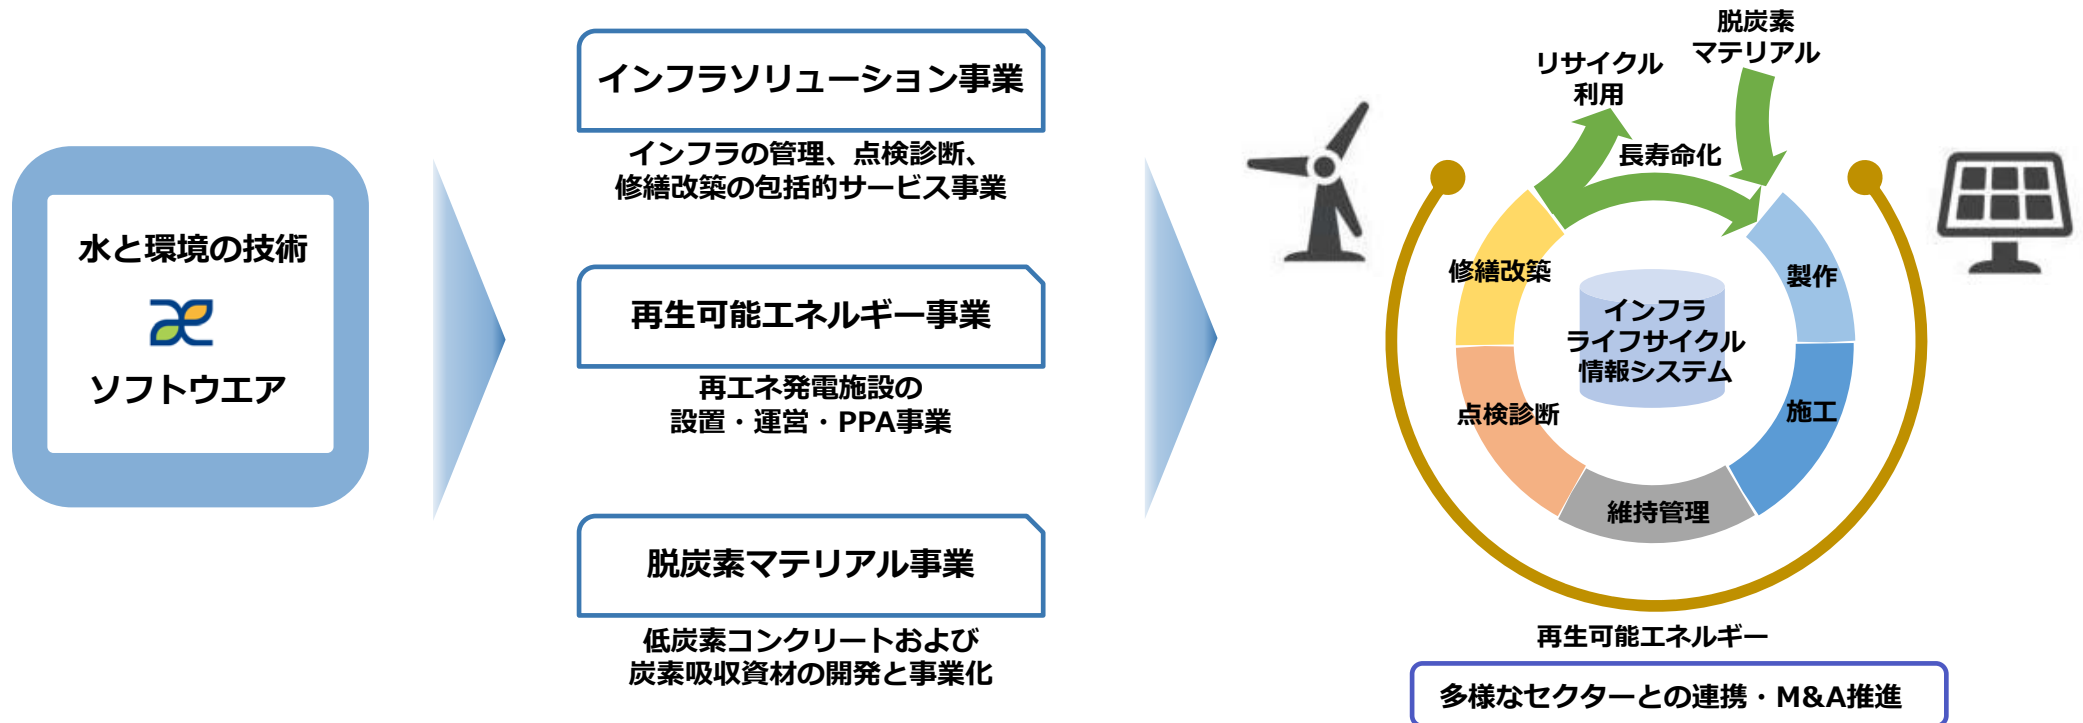 水と環境の技術
ソフトウエア
インフラソリューション事業
インフラの管理、点検診断、
修繕改築の包括的サービス事業
再生可能エネルギー事業
再エネ発電施設の
設置・運営・PPA事業
脱炭素マテリアル事業
低炭素コンクリートおよび
炭素吸収資材の開発と事業化
脱炭素
マテリアル
リサイクル
利用
長寿命化
修繕改築
製作
インフラ
ライフサイクル
情報システム
点検診断
施工
維持管理
再生可能エネルギー
多様なセクターとの連携・M&A推進